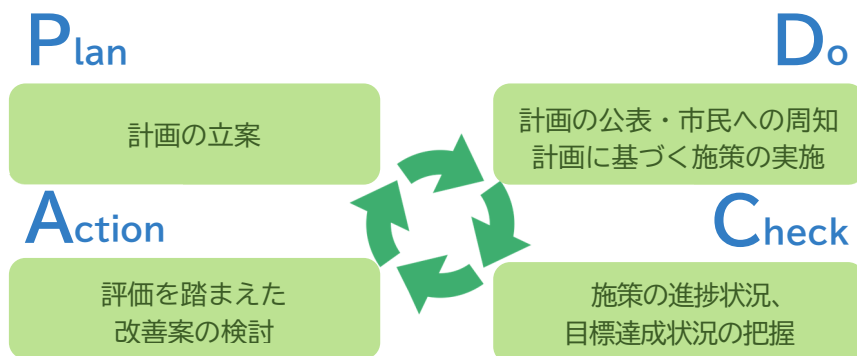 Plan
計画の立案
Do
計画の公表・市民への周知
計画に基づく施策の実施
Action
評価を踏まえた
改善案の検討
Check
施策の進捗状況、
目標達成状況の把握